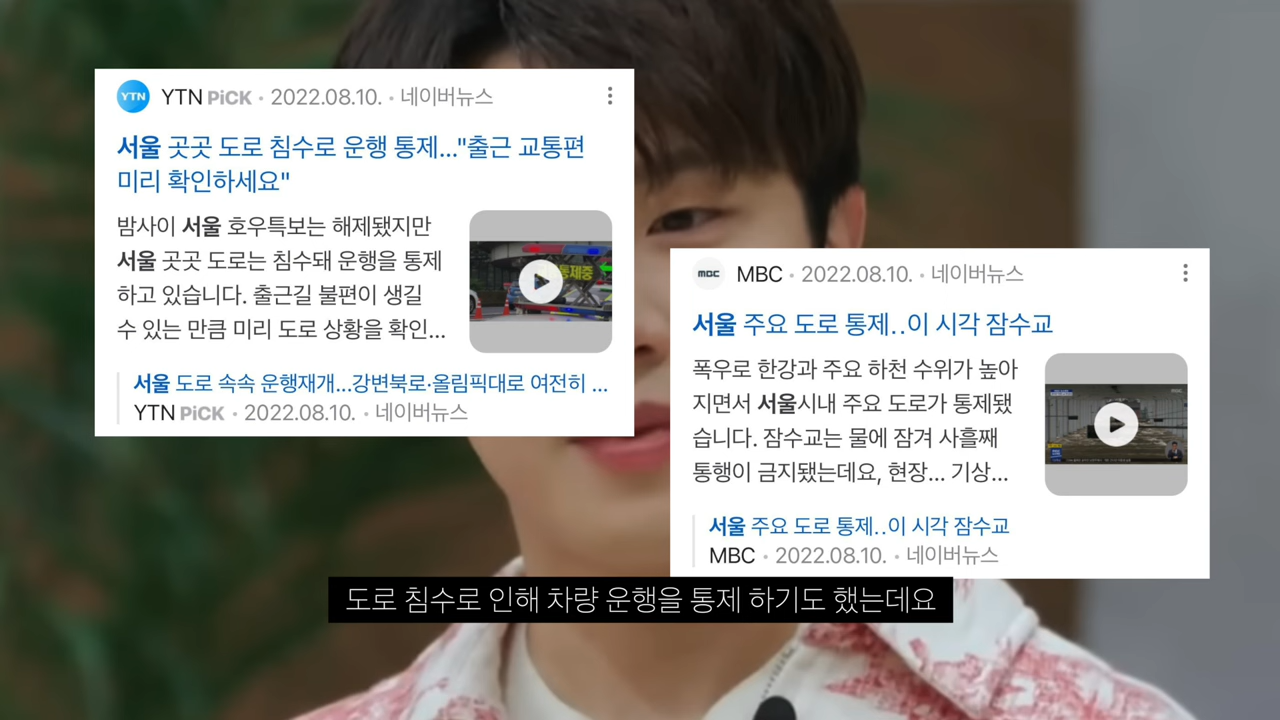 YTN YTN PiCK · 2022.08.10. · 네이버뉴스
서울 곳곳 도로 침수로 운행 통제..."출근 교통편
미리 확인하세요"
밤사이 서울 호우특보는 해제됐지만
서울 곳곳 도로는 침수돼 운행을 통제
하고 있습니다. 출근길 불편이 생길
수 있는 만큼 미리 도로 상황을 확인...
통제중
서울 도로 속속 운행재개...강변북로·올림픽대로 여전히 ...
YTN PiCK · 2022.08.10. · 네이버뉴스
MBC MBC · 2022.08.10. · 네이버뉴스
서울 주요 도로 통제‥이 시각 잠수교
폭우로 한강과 주요 하천 수위가 높아
지면서 서울시내 주요 도로가 통제됐
습니다. 잠수교는 물에 잠겨 사흘째
통행이 금지됐는데요, 현장... 기상...
서울 주요 도로 통제‥이 시각 잠수교
MBC · 2022.08.10. · 네이버뉴스
도로 침수로 인해 차량 운행을 통제 하기도 했는데요